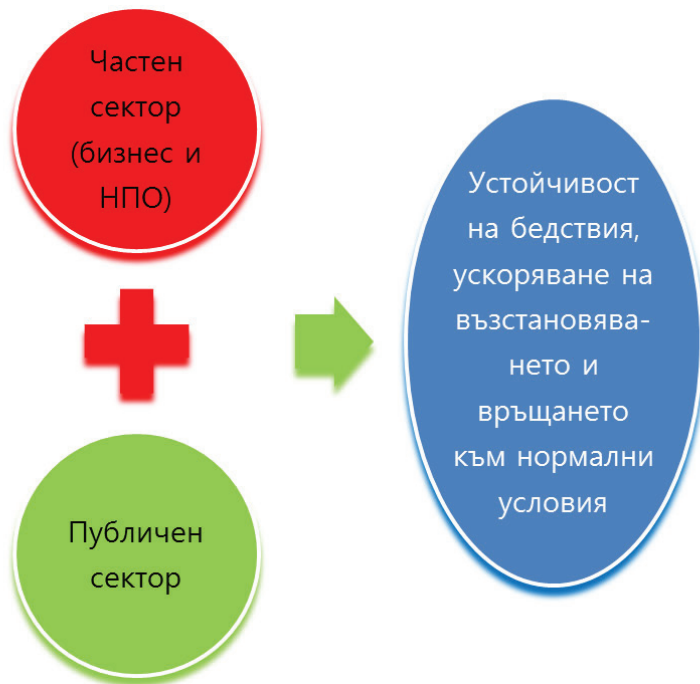 Частен
сектор
(бизнес и
НПО)
Публичен
сектор
Устойчивост
на бедствия,
ускоряване на
възстановява-
нето и
връщането
към нормални
условия